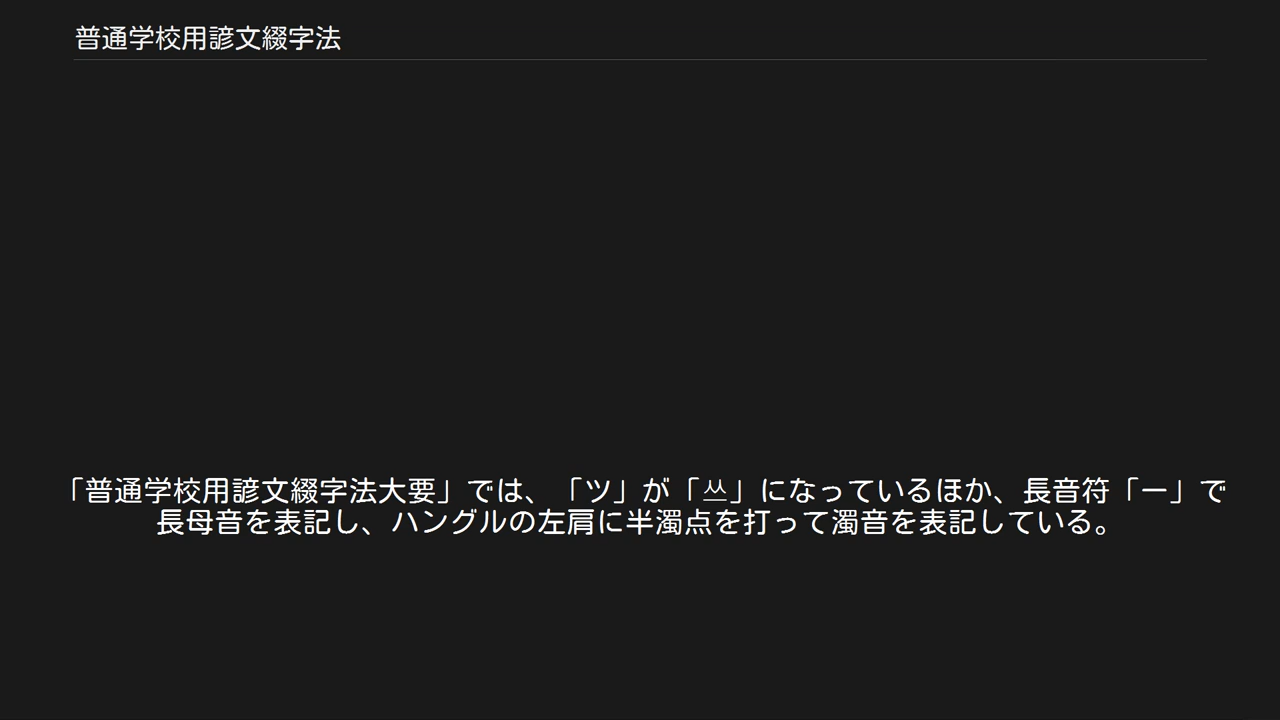 普通学校用諺文綴字法
「普通学校用諺文綴字法大要」では、「ツ」が「쓰」になっているほか、長音符「ー」で
長母音を表記し、ハングルの左肩に半濁点を打って濁音を表記している。